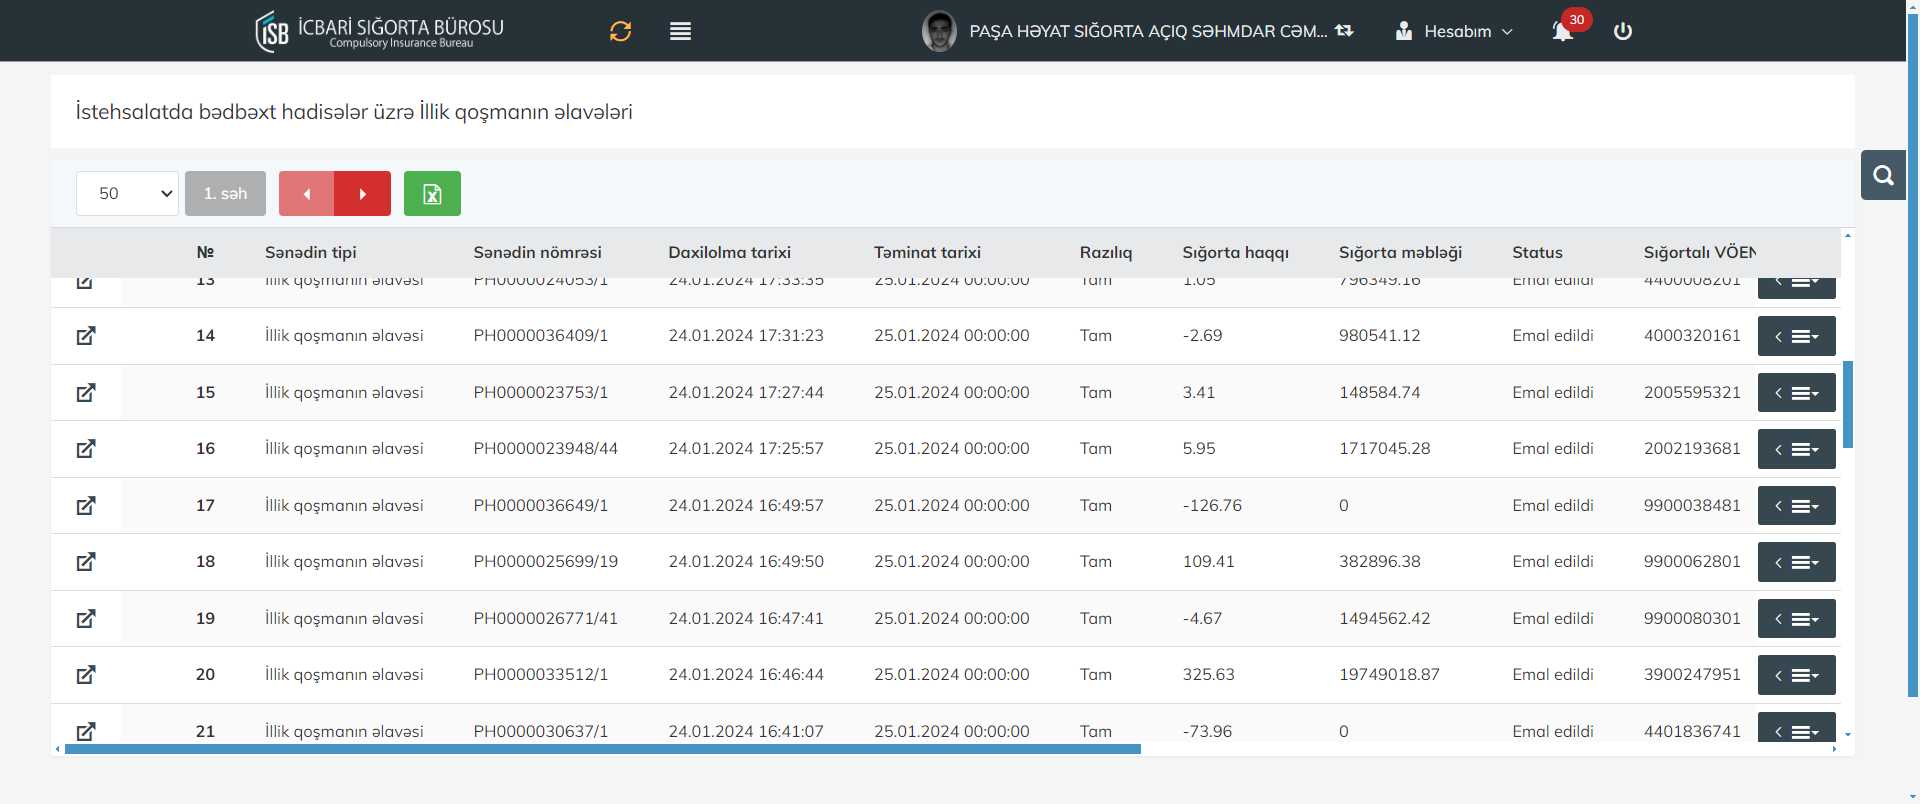 İSB İCBARİ SIĞORTA BÜROSU
Compulsory Insurance Bureau
PAŞA HƏYAT SIĞORTA AÇIQ SƏHMDAR CƏM...
Hesabım
30
İstehsalatda bədbəxt hadisələr üzrə İllik qoşmanın əlavələri
50
1. səh
№ Sənədin tipi Sənədin nömrəsi Daxilolma tarixi Təminat tarixi Razılıq Sığorta haqqı Sığorta məbləği Status Sığortalı VÖEN
13 İllik qoşmanın əlavəsi PH0000024053/1 24.01.2024 17:33:35 25.01.2024 00:00:00 Tam 1.05 796349.16 Emal edildi 4400008201
14 İllik qoşmanın əlavəsi PH0000036409/1 24.01.2024 17:31:23 25.01.2024 00:00:00 Tam -2.69 980541.12 Emal edildi 4000320161
15 İllik qoşmanın əlavəsi PH0000023753/1 24.01.2024 17:27:44 25.01.2024 00:00:00 Tam 3.41 148584.74 Emal edildi 2005595321
16 İllik qoşmanın əlavəsi PH0000023948/44 24.01.2024 17:25:57 25.01.2024 00:00:00 Tam 5.95 1717045.28 Emal edildi 2002193681
17 İllik qoşmanın əlavəsi PH0000036649/1 24.01.2024 16:49:57 25.01.2024 00:00:00 Tam -126.76 0 Emal edildi 9900038481
18 İllik qoşmanın əlavəsi PH0000025699/19 24.01.2024 16:49:50 25.01.2024 00:00:00 Tam 109.41 382896.38 Emal edildi 9900062801
19 İllik qoşmanın əlavəsi PH0000026771/41 24.01.2024 16:47:41 25.01.2024 00:00:00 Tam -4.67 1494562.42 Emal edildi 9900080301
20 İllik qoşmanın əlavəsi PH0000033512/1 24.01.2024 16:46:44 25.01.2024 00:00:00 Tam 325.63 19749018.87 Emal edildi 3900247951
21 İllik qoşmanın əlavəsi PH0000030637/1 24.01.2024 16:41:07 25.01.2024 00:00:00 Tam -73.96 0 Emal edildi 4401836741